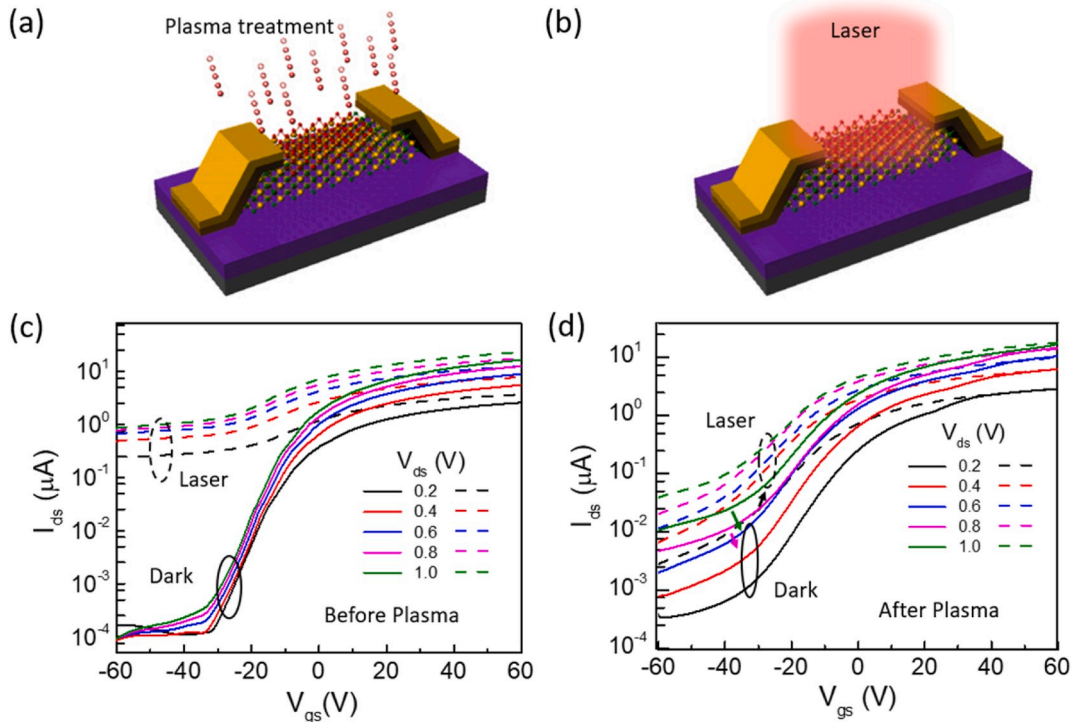 (a)
Plasma treatment
(b)
Laser
(c)
I_ds (μA)
10^1
10^0
10^-1
10^-2
10^-3
10^-4
Laser
Dark
V_ds (V)
0.2
0.4
0.6
0.8
1.0
Before Plasma
-60 -40 -20 0 20 40 60
V_gs (V)
(d)
I_ds (μA)
10^1
10^0
10^-1
10^-2
10^-3
10^-4
Laser
Dark
V_ds (V)
0.2
0.4
0.6
0.8
1.0
After Plasma
-60 -40 -20 0 20 40 60
V_gs (V)